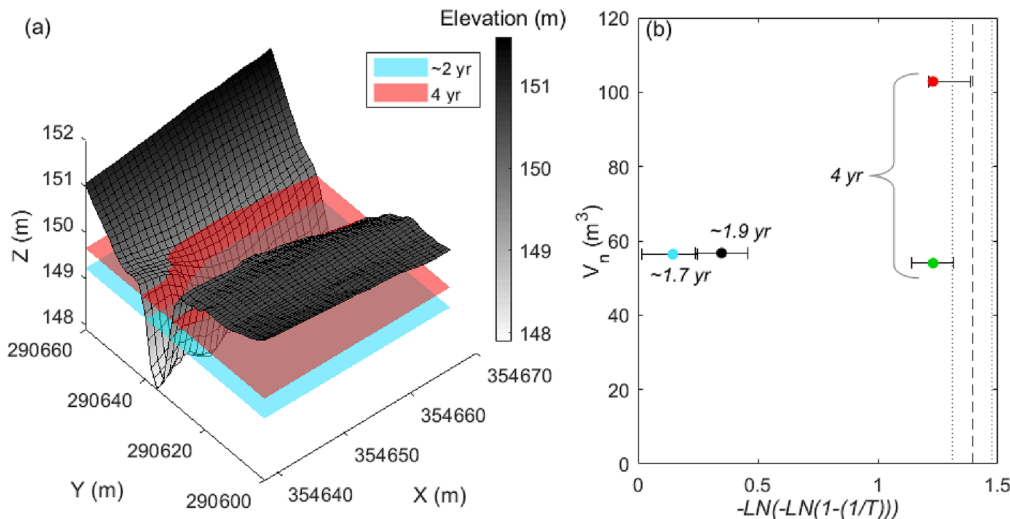 (a)
Elevation (m)
~2 yr
4 yr
151
150
149
148
152
151
150
149
148
Z (m)
290660
290640
290620
290600
Y (m)
354640
354650
354660
354670
X (m)
(b)
120
100
80
60
40
20
0
Vₙ (m³)
4 yr
~1.9 yr
~1.7 yr
0
0.5
1
1.5
-LN(-LN(1-(1/T)))